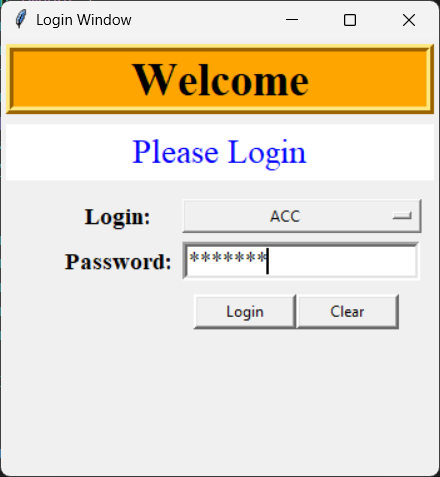 Login Window
Welcome
Please Login
Login: ACC
Password: *******
Login Clear